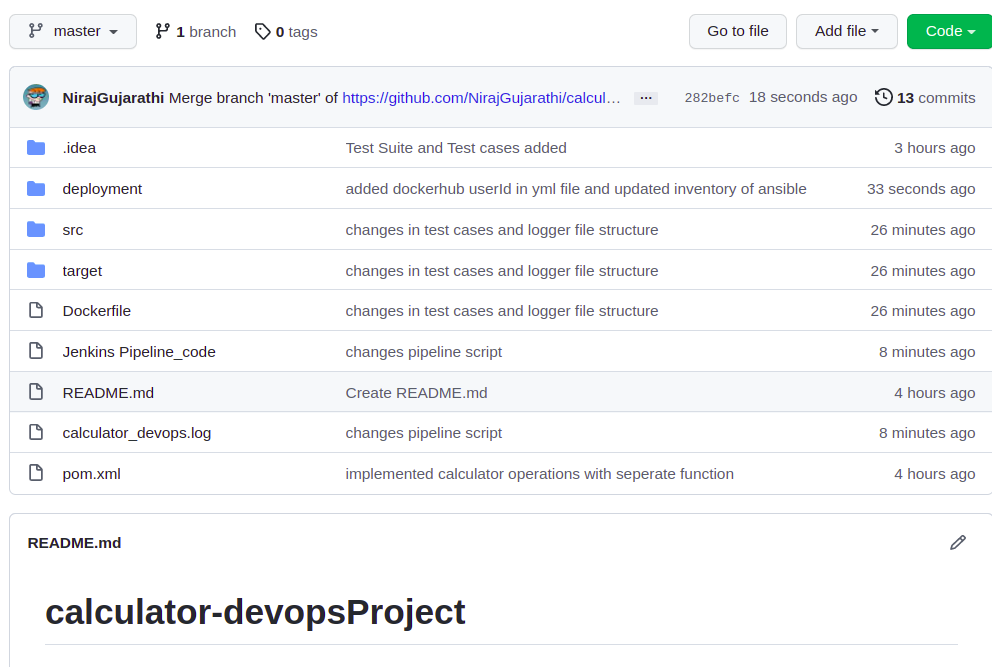 master 1 branch 0 tags Go to file Add file Code
NirajGujarathi Merge branch 'master' of https://github.com/NirajGujarathi/calcul… ... 282befc 18 seconds ago 13 commits
.idea Test Suite and Test cases added 3 hours ago
deployment added dockerhub userId in yml file and updated inventory of ansible 33 seconds ago
src changes in test cases and logger file structure 26 minutes ago
target changes in test cases and logger file structure 26 minutes ago
Dockerfile changes in test cases and logger file structure 26 minutes ago
Jenkins Pipeline_code changes pipeline script 8 minutes ago
README.md Create README.md 4 hours ago
calculator_devops.log changes pipeline script 8 minutes ago
pom.xml implemented calculator operations with seperate function 4 hours ago
README.md
calculator-devopsProject